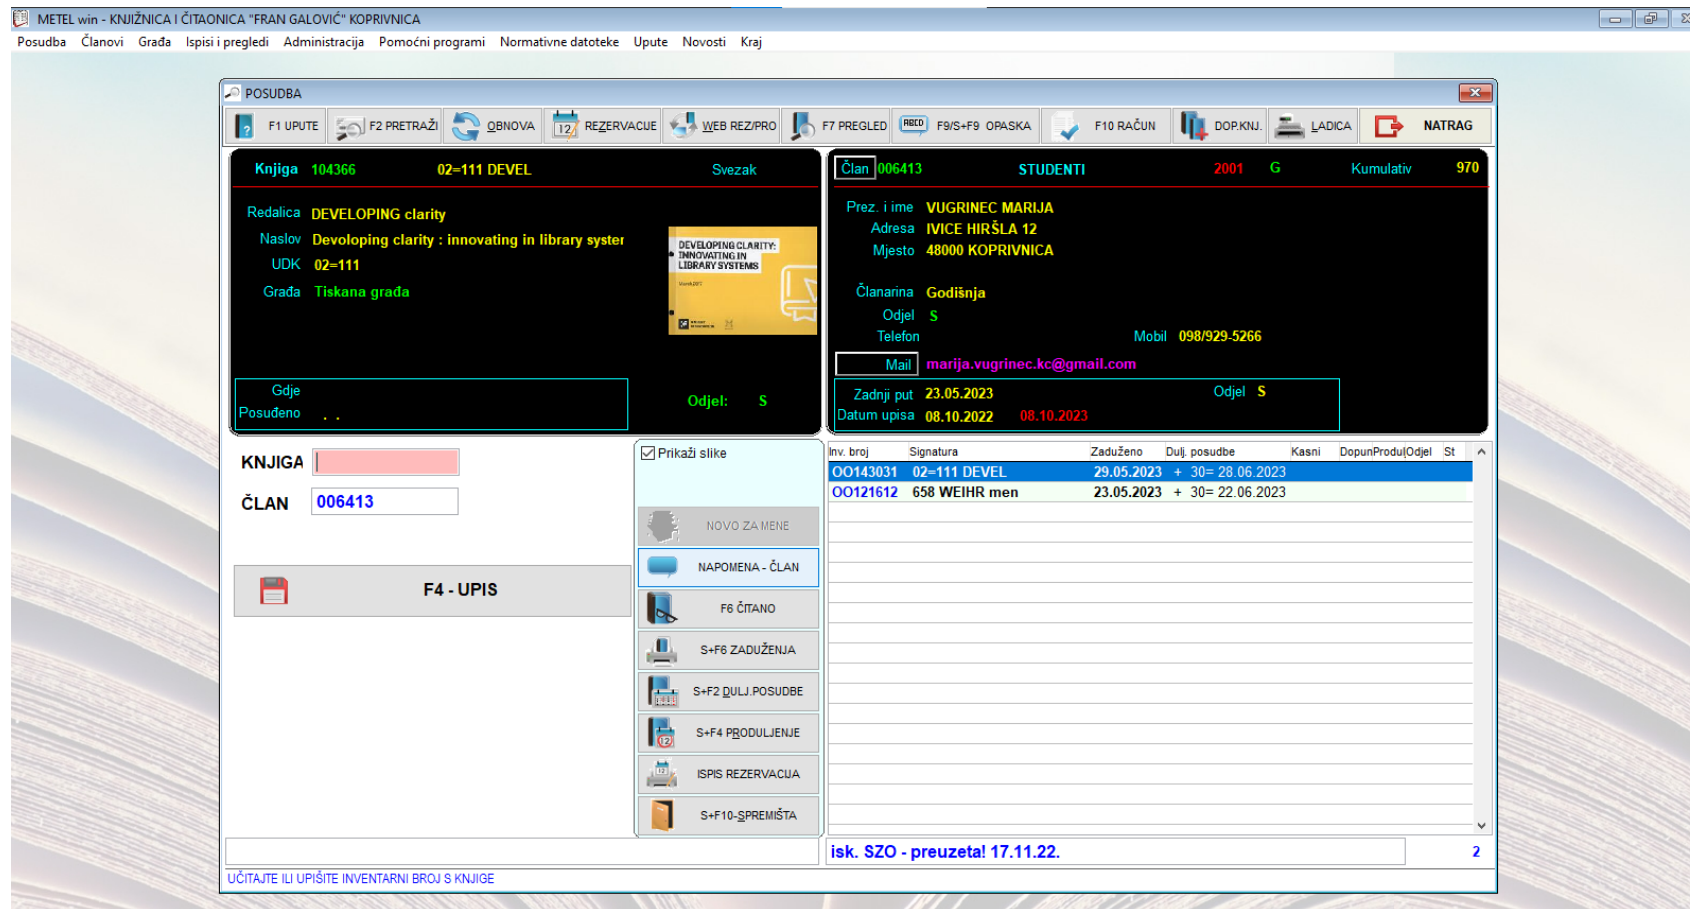 METEL win - KNJIŽNICA I ČITAONICA "FRAN GALOVIĆ" KOPRIVNICA
Posudba Članovi Građa Ispisi i pregledi Administracija Pomoćni programi Normativne datoteke Upute Novosti Kraj
POSUDBA
F1 UPUTE F2 PRETRAŽI OBNOVA REZERVACIJE WEB REZ/PRO F7 PREGLED F9/S+F9 OPASKA F10 RAČUN DOP.KNJ. LADICA NATRAG
Knjiga 104366 02=111 DEVEL Svezak
Redalica DEVELOPING clarity
Naslov Devoloping clarity : innovating in library syster
UDK 02=111
Građa Tiskana građa
DEVELOPING CLARITY:
INNOVATING IN
LIBRARY SYSTEMS
Gdje
Posuđeno . .
Odjel: S
Član 006413 STUDENTI 2001 G Kumulativ 970
Prez. i ime VUGRINEC MARIJA
Adresa IVICE HIRŠLA 12
Mjesto 48000 KOPRIVNICA
Članarina Godišnja
Odjel S
Telefon Mobil 098/929-5266
Mail marija.vugrinec.kc@gmail.com
Zadnji put 23.05.2023 Odjel S
Datum upisa 08.10.2022 08.10.2023
KNJIGA
ČLAN 006413
F4 - UPIS
Prikaži slike
NOVO ZA MENE
NAPOMENA - ČLAN
F6 ČITANO
S+F6 ZADUŽENJA
S+F2 DULJ.POSUDBE
S+F4 PRODULJENJE
ISPIS REZERVACIJA
S+F10-SPREMIŠTA
Inv. broj Signatura Zaduženo Dulj. posudbe Kasni Dopun Produlj Odjel St
OO143031 02=111 DEVEL 29.05.2023 + 30= 28.06.2023
OO121612 658 WEIHR men 23.05.2023 + 30= 22.06.2023
isk. SZO - preuzeta! 17.11.22. 2
UČITAJTE ILI UPIŠITE INVENTARNI BROJ S KNJIGE